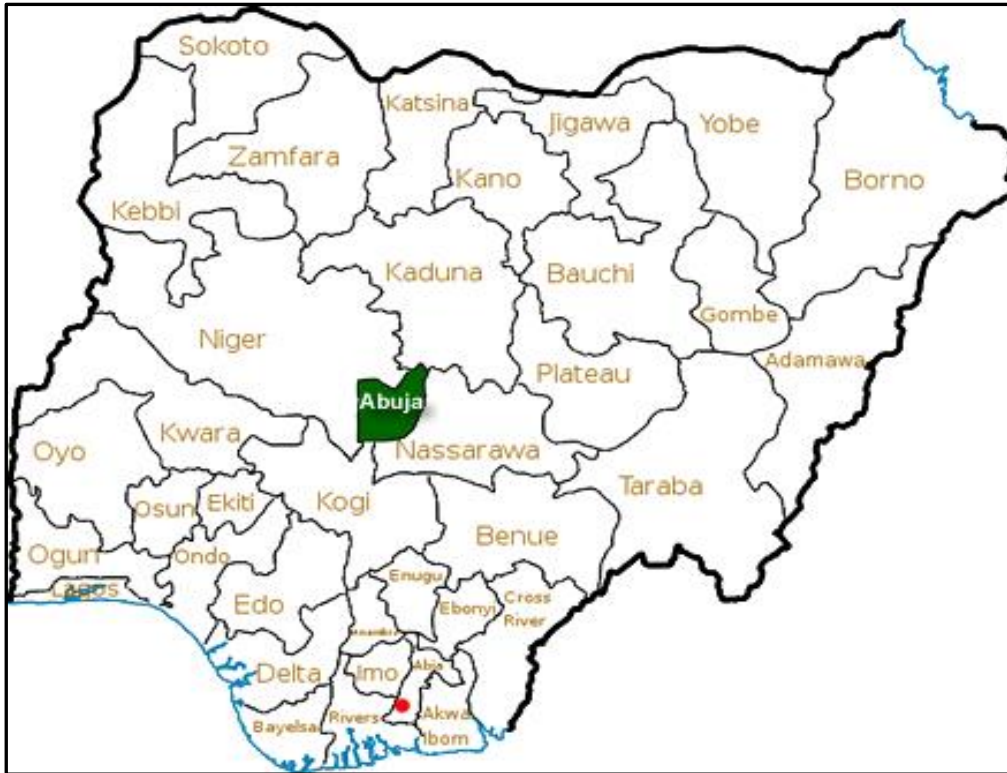 Sokoto
Katsina
Jigawa
Yobe
Zamfara
Kano
Borno
Kebbi
Kaduna
Bauchi
Gombe
Niger
Adamawa
Plateau
Abuja
Kwara
Nassarawa
Oyo
Taraba
Osun
Ekiti
Kogi
Benue
Ogun
Ondo
Enugu
Lagos
Edo
Ebonyi
Cross
River
Delta
Imo
Abia
Bayelsa
Rivers
Akwa
Ibom